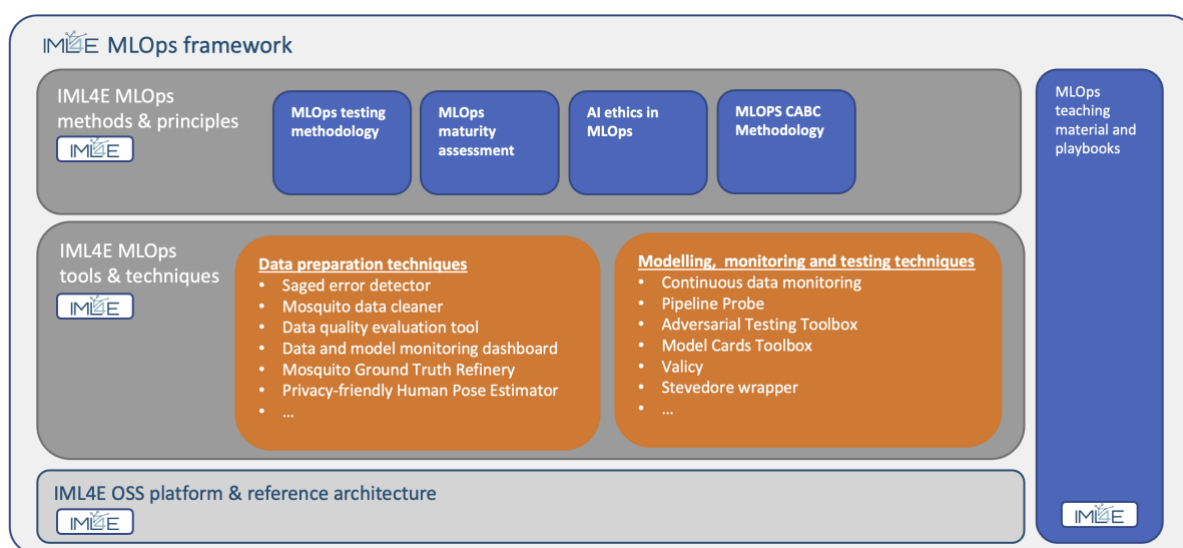 IML4E MLOps framework
IML4E MLOps
methods & principles
IML4E
MLOps testing
methodology
MLOps
maturity
assessment
AI ethics in
MLOps
MLOPS CABC
Methodology
MLOps
teaching
material and
playbooks
IML4E
IML4E MLOps
tools & techniques
IML4E
Data preparation techniques
• Saged error detector
• Mosquito data cleaner
• Data quality evaluation tool
• Data and model monitoring dashboard
• Mosquito Ground Truth Refinery
• Privacy-friendly Human Pose Estimator
• ...
Modelling, monitoring and testing techniques
• Continuous data monitoring
• Pipeline Probe
• Adversarial Testing Toolbox
• Model Cards Toolbox
• Valicy
• Stevedore wrapper
• ...
IML4E OSS platform & reference architecture
IML4E